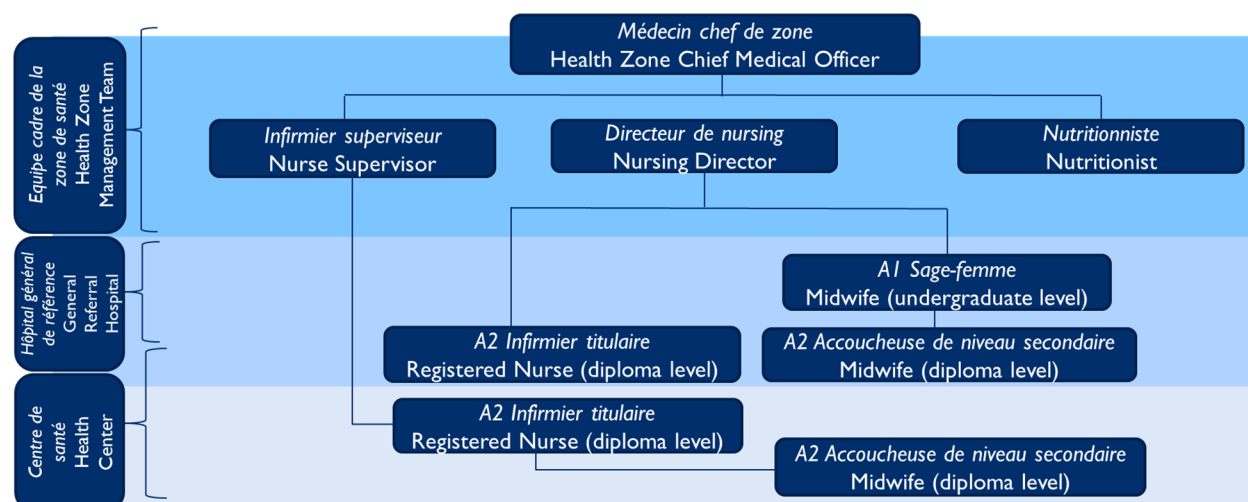 Médecin chef de zone
Health Zone Chief Medical Officer
Equipe cadre de la
zone de santé
Health Zone
Management Team
Infirmier superviseur
Nurse Supervisor
Directeur de nursing
Nursing Director
Nutritionniste
Nutritionist
Hôpital général
de référence
General
Referral
Hospital
A1 Sage-femme
Midwife (undergraduate level)
A2 Infirmier titulaire
Registered Nurse (diploma level)
A2 Accoucheuse de niveau secondaire
Midwife (diploma level)
Centre de
santé
Health
Center
A2 Infirmier titulaire
Registered Nurse (diploma level)
A2 Accoucheuse de niveau secondaire
Midwife (diploma level)